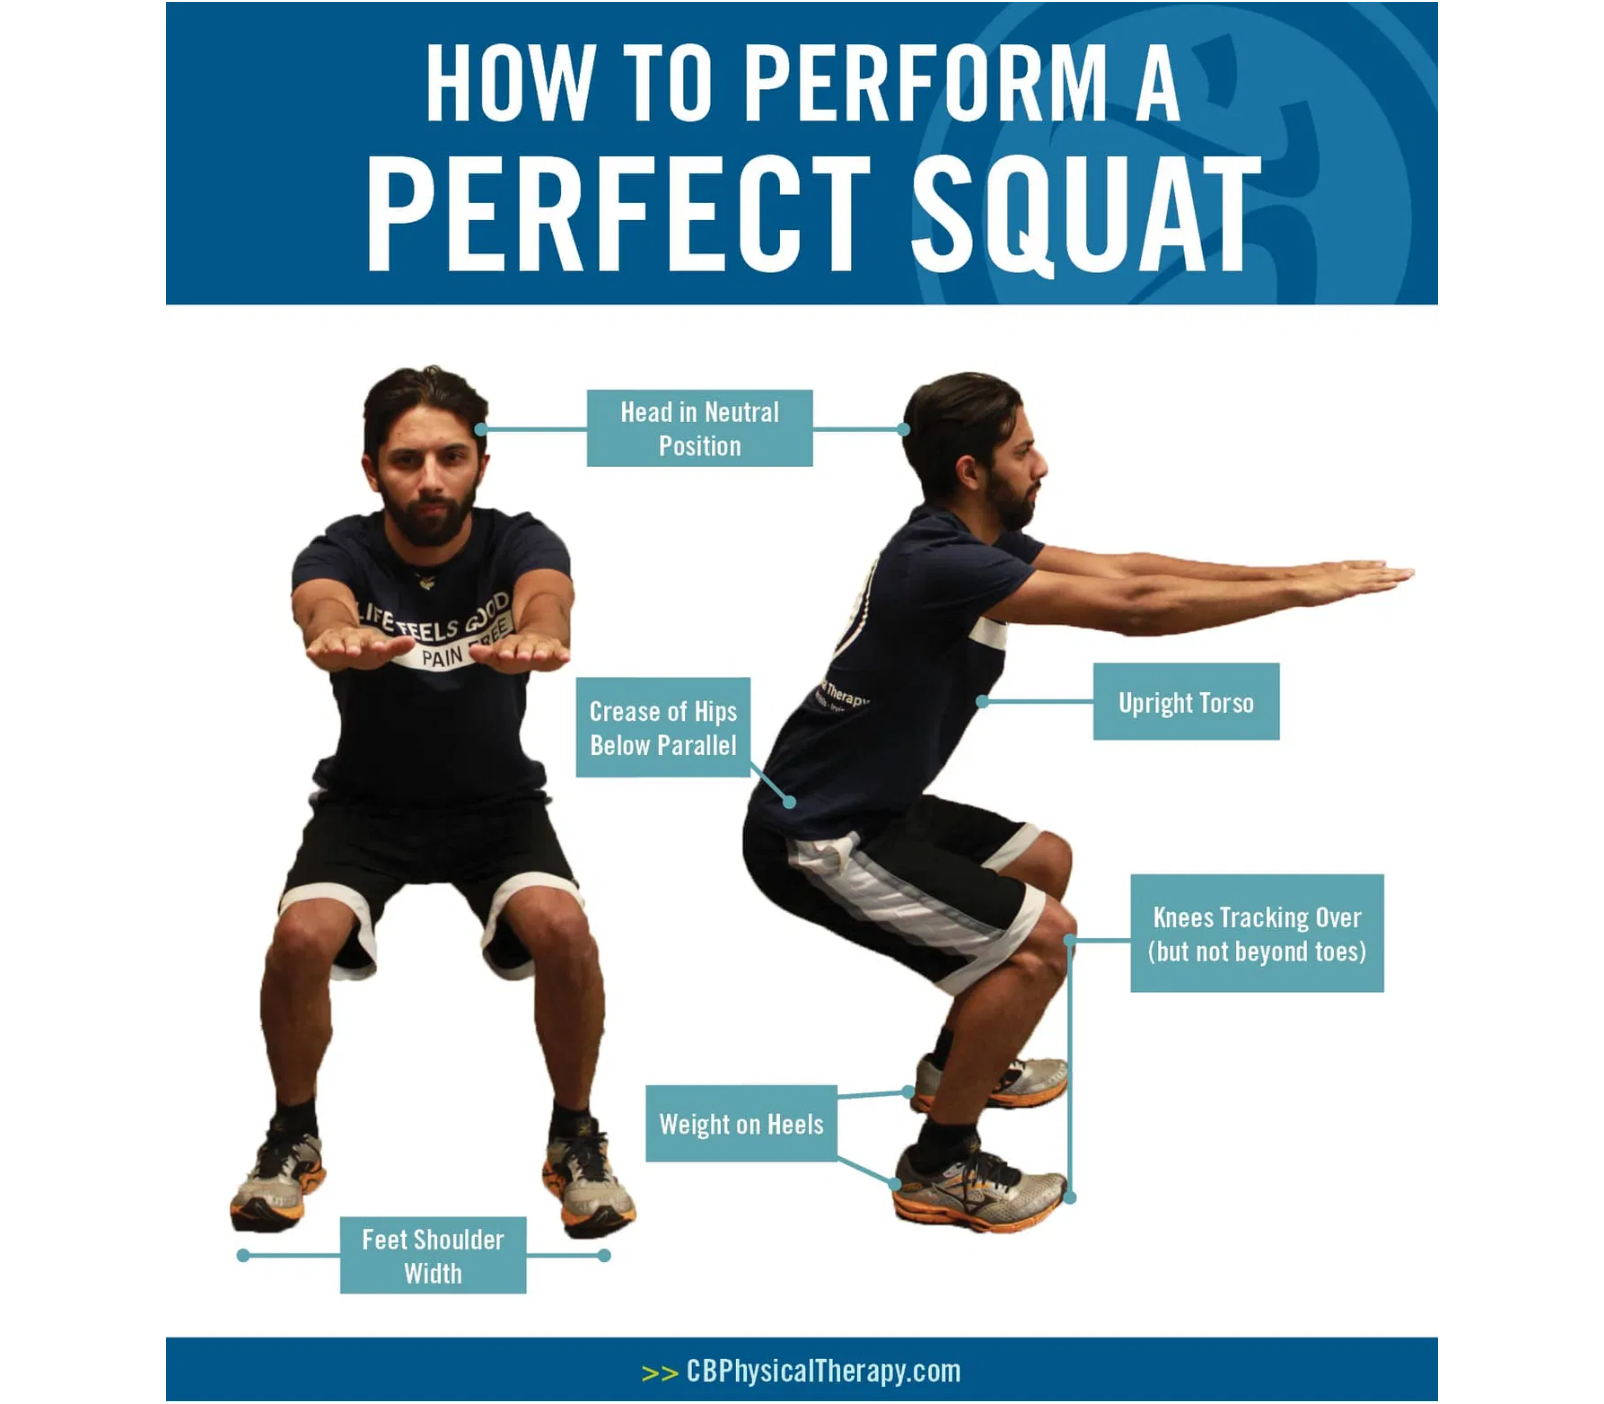 HOW TO PERFORM A
PERFECT SQUAT
Head in Neutral
Position
LIFE FEELS GOOD
PAIN FREE
Crease of Hips
Below Parallel
Therapy
Upright Torso
Knees Tracking Over
(but not beyond toes)
Weight on Heels
Feet Shoulder
Width
>> CBPhysicalTherapy.com